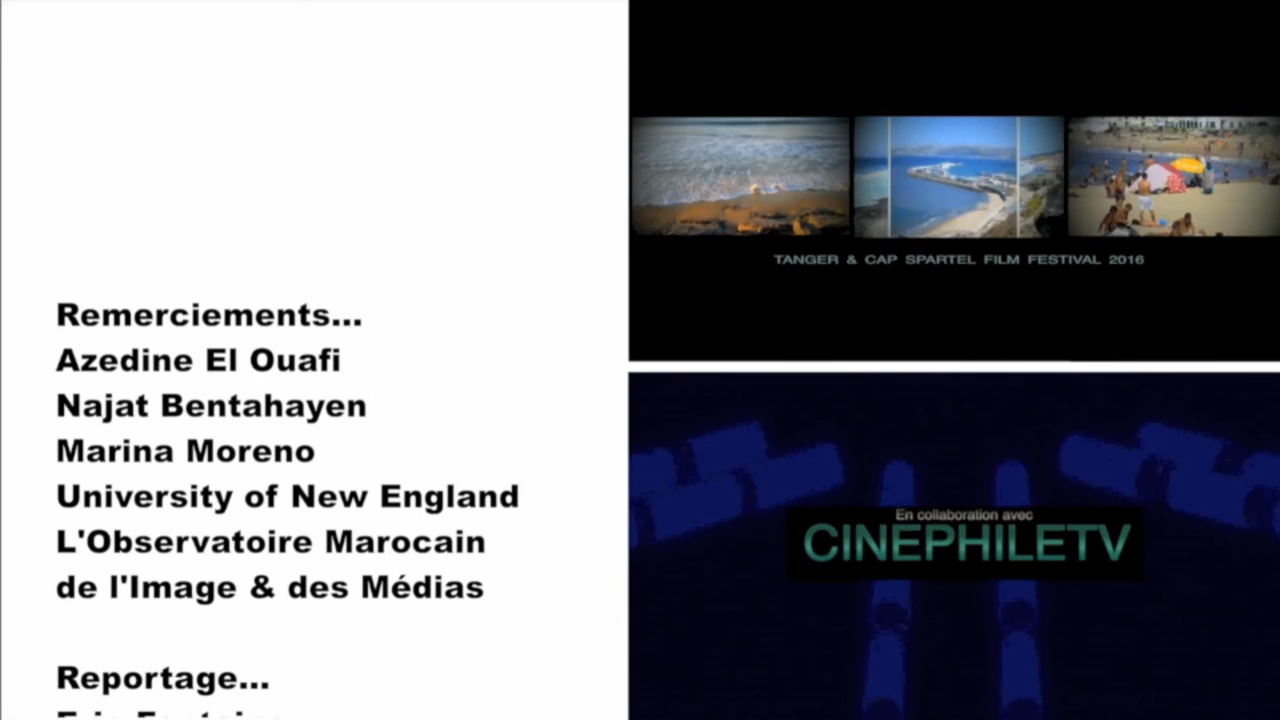 Remerciements...
Azedine El Ouafi
Najat Bentahayen
Marina Moreno
University of New England
L'Observatoire Marocain
de l'Image & des Médias
Reportage...
TANGER & CAP SPARTEL FILM FESTIVAL 2016
En collaboration avec
CINEPHILETV